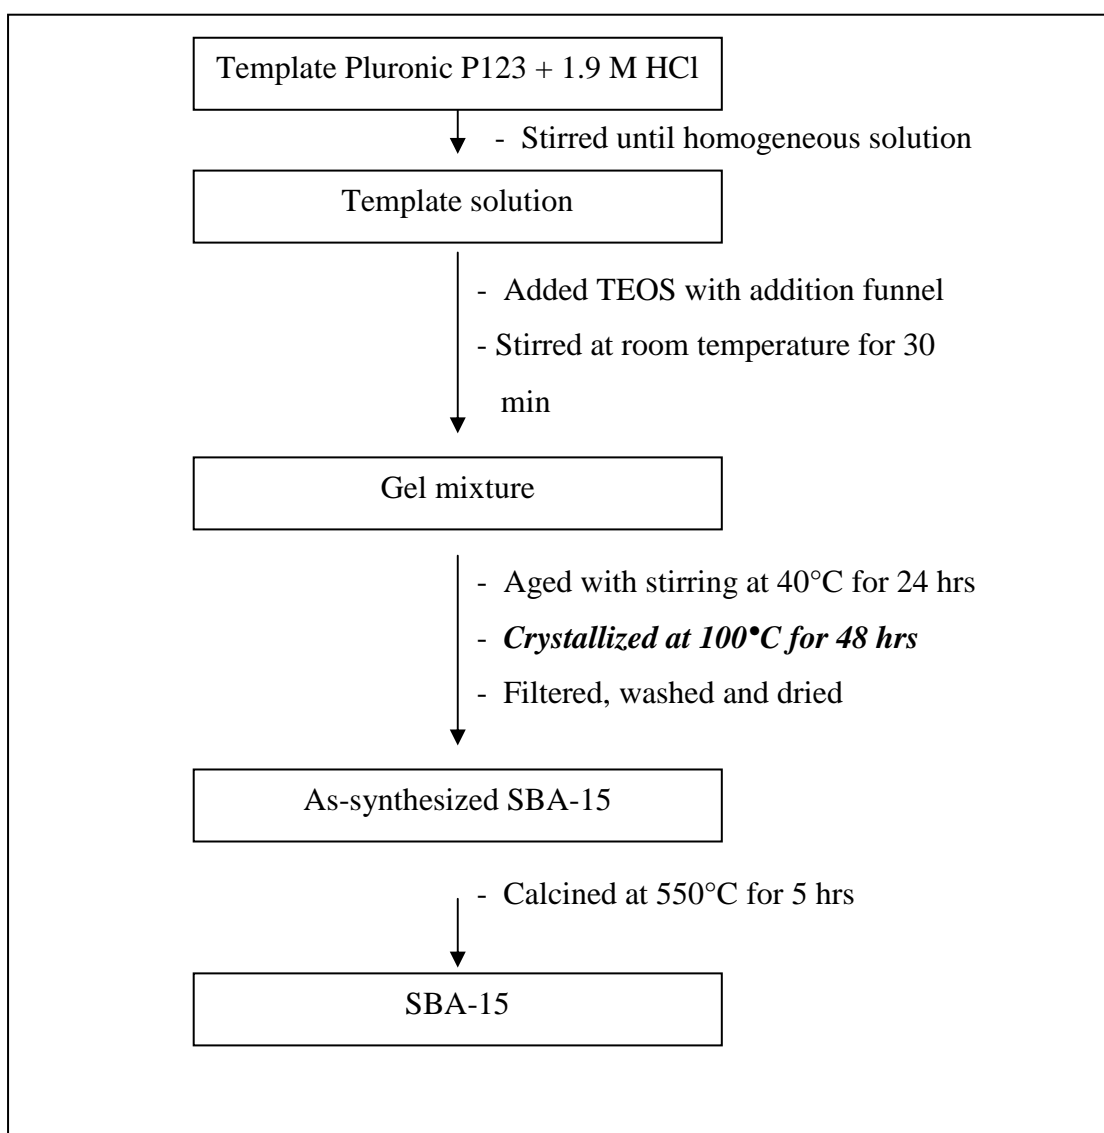 Template Pluronic P123 + 1.9 M HCl
- Stirred until homogeneous solution
Template solution
- Added TEOS with addition funnel
- Stirred at room temperature for 30
min
Gel mixture
- Aged with stirring at 40°C for 24 hrs
- Crystallized at 100•C for 48 hrs
- Filtered, washed and dried
As-synthesized SBA-15
- Calcined at 550°C for 5 hrs
SBA-15